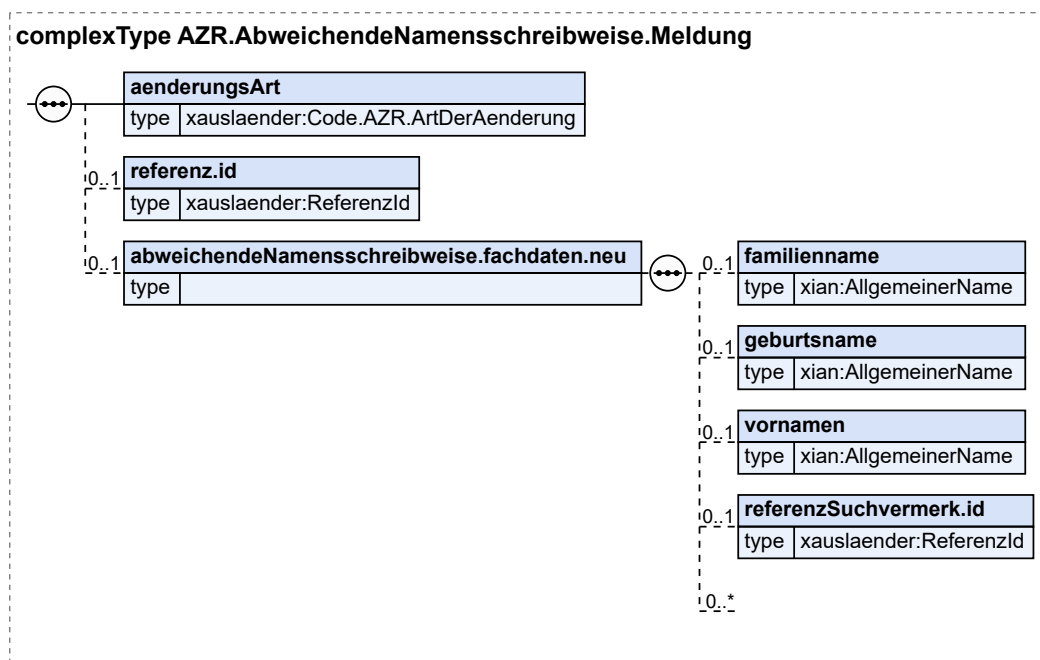 complexType AZR.AbweichendeNamensschreibweise.Meldung
aenderungsArt
type xauslaender:Code.AZR.ArtDerAenderung
0..1 referenz.id
type xauslaender:ReferenzId
0..1 abweichendeNamensschreibweise.fachdaten.neu
type
0..1 familienname
type xian:AllgemeinerName
0..1 geburtsname
type xian:AllgemeinerName
0..1 vornamen
type xian:AllgemeinerName
0..1 referenzSuchvermerk.id
type xauslaender:ReferenzId
0..*